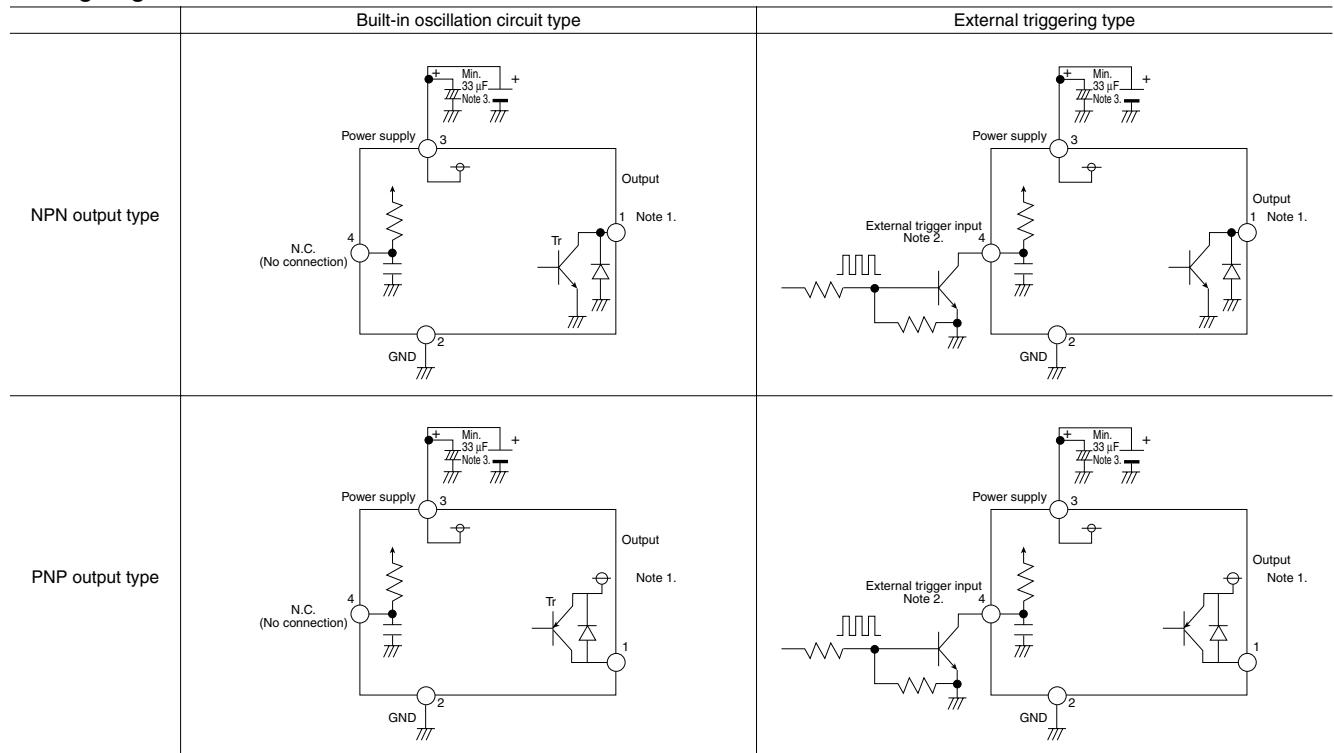 Built-in oscillation circuit type
External triggering type
NPN output type
+
Min.
33 µF
Note 3.
+
Power supply
3
Output
1
Note 1.
Tr
4
N.C.
(No connection)
2
GND
+
Min.
33 µF
Note 3.
+
Power supply
3
Output
1
Note 1.
External trigger input
Note 2.
4
2
GND
PNP output type
+
Min.
33 µF
Note 3.
+
Power supply
3
Output
Note 1.
Tr
4
N.C.
(No connection)
1
2
GND
+
Min.
33 µF
Note 3.
+
Power supply
3
Output
Note 1.
External trigger input
Note 2.
4
1
2
GND